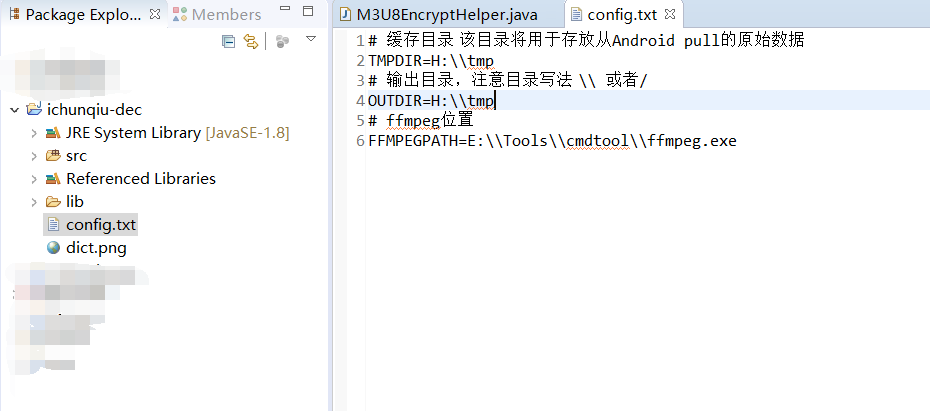 Package Explo...
Members
ichunqiu-dec
JRE System Library [JavaSE-1.8]
src
Referenced Libraries
lib
config.txt
dict.png
M3U8EncryptHelper.java
config.txt
1 # 缓存目录 该目录将用于存放从Android pull的原始数据
2 TMPDIR=H:\\tmp
3 # 输出目录，注意目录写法 \\ 或者/
4 OUTDIR=H:\\tmp
5 # ffmpeg位置
6 FFMPEGPATH=E:\\Tools\\cmdtool\\ffmpeg.exe